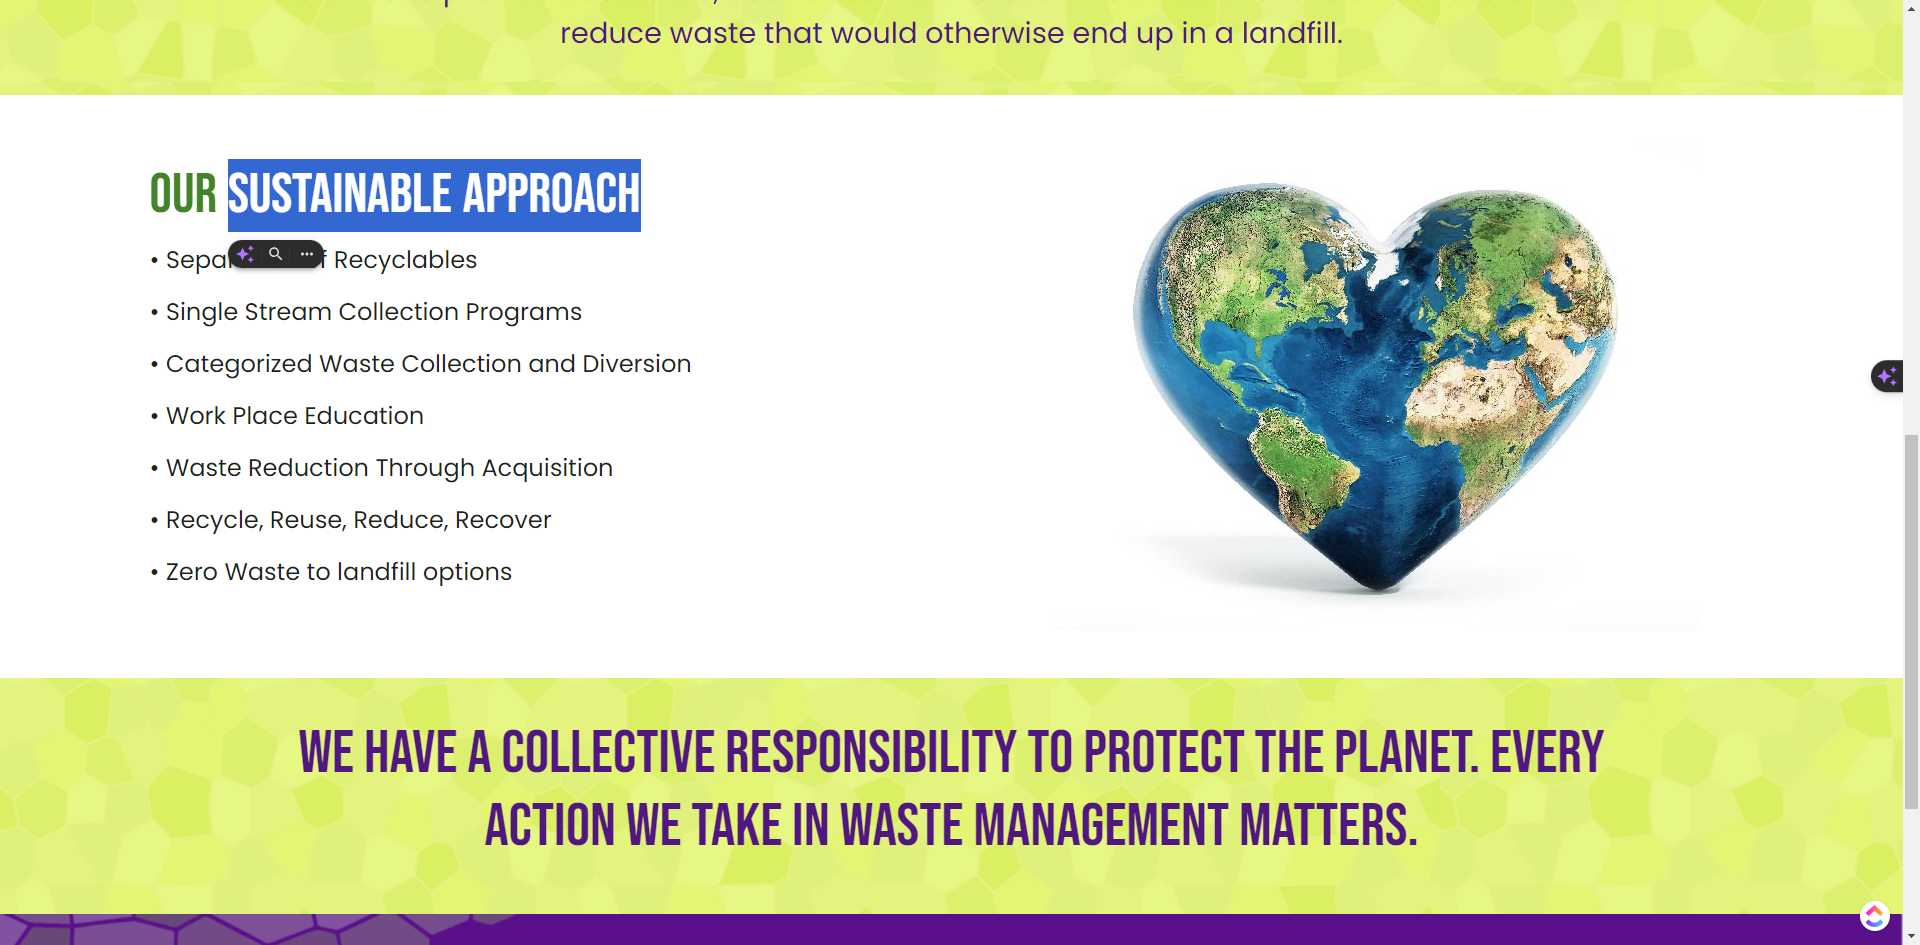 reduce waste that would otherwise end up in a landfill.
OUR SUSTAINABLE APPROACH
• Recyclables
• Single Stream Collection Programs
• Categorized Waste Collection and Diversion
• Work Place Education
• Waste Reduction Through Acquisition
• Recycle, Reuse, Reduce, Recover
• Zero Waste to landfill options
WE HAVE A COLLECTIVE RESPONSIBILITY TO PROTECT THE PLANET. EVERY
ACTION WE TAKE IN WASTE MANAGEMENT MATTERS.